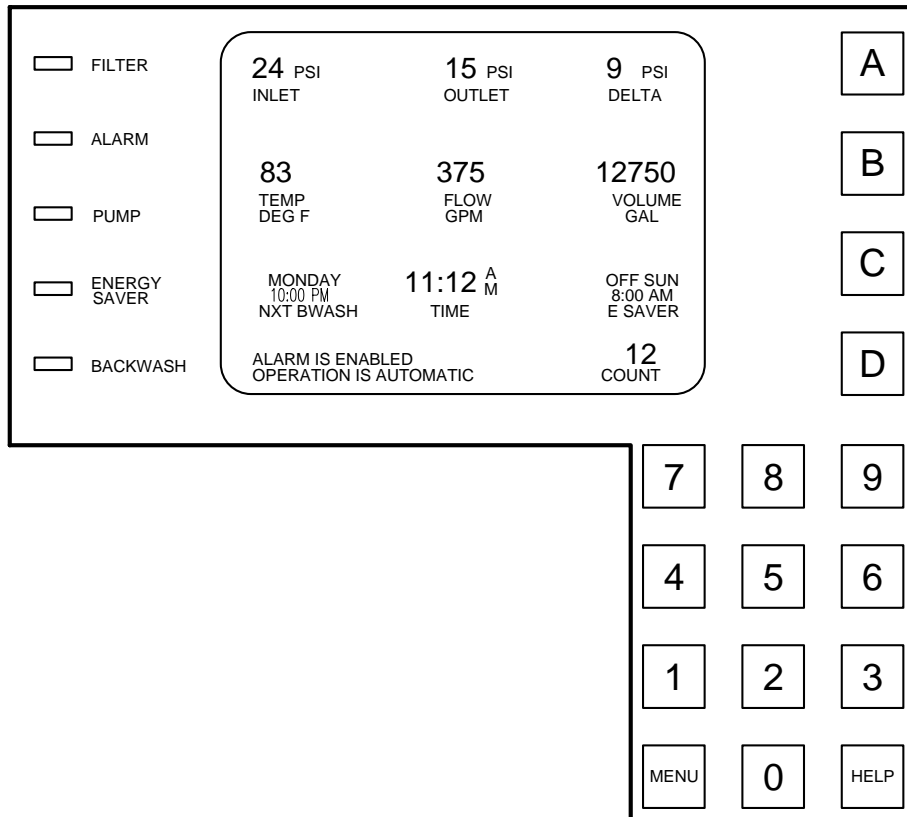 FILTER
ALARM
PUMP
ENERGY
SAVER
BACKWASH
24 PSI
INLET
15 PSI
OUTLET
9 PSI
DELTA
83
TEMP
DEG F
375
FLOW
GPM
12750
VOLUME
GAL
MONDAY
10:00 PM
NXT BWASH
11:12 AM
TIME
OFF SUN
8:00 AM
E SAVER
ALARM IS ENABLED
OPERATION IS AUTOMATIC
12
COUNT
A
B
C
D
7 8 9
4 5 6
1 2 3
MENU 0 HELP